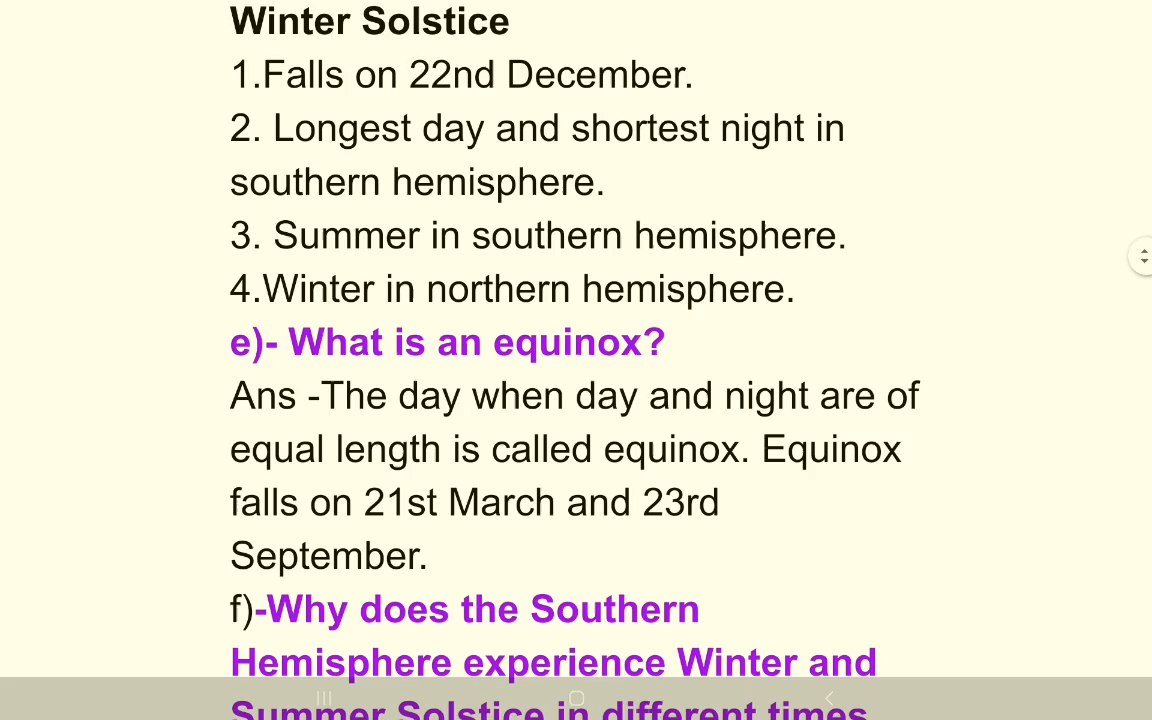 Winter Solstice
1.Falls on 22nd December.
2. Longest day and shortest night in
southern hemisphere.
3. Summer in southern hemisphere.
4.Winter in northern hemisphere.
e)- What is an equinox?
Ans -The day when day and night are of
equal length is called equinox. Equinox
falls on 21st March and 23rd
September.
f)-Why does the Southern
Hemisphere experience Winter and
Summer Solstice in different times